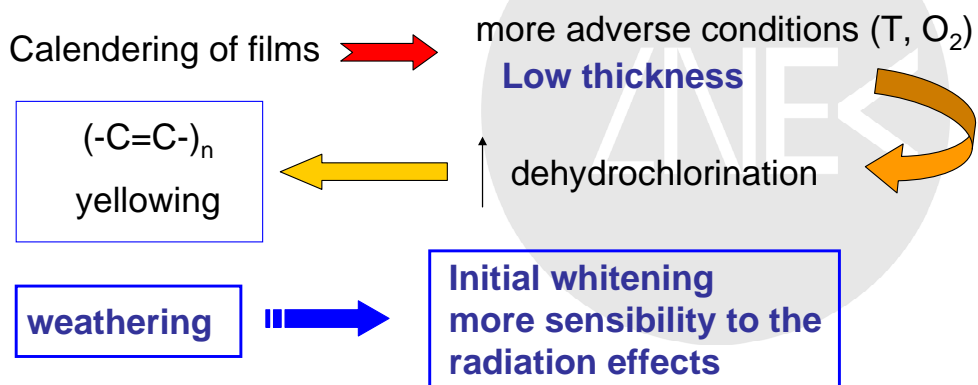 Calendering of films
more adverse conditions (T, O₂)
Low thickness
dehydrochlorination
(-C=C-)ₙ
yellowing
weathering
Initial whitening
more sensibility to the
radiation effects